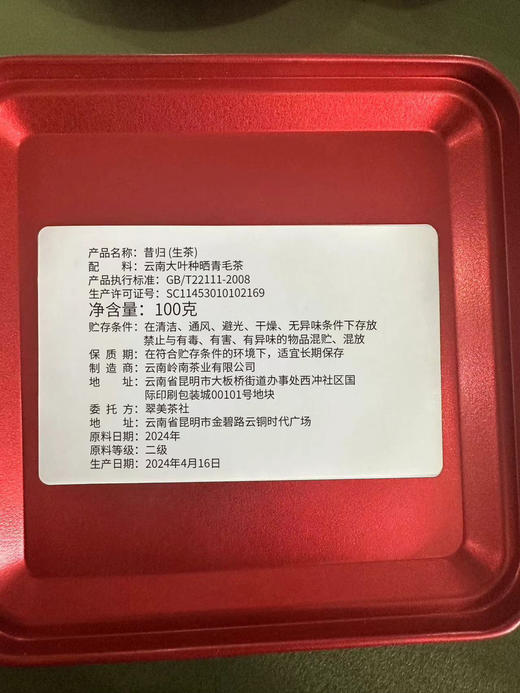 产品名称：昔归 (生茶)
配　　料：云南大叶种晒青毛茶
产品执行标准：GB/T22111-2008
生产许可证号：SC11453010102169
净含量：100克
贮存条件：在清洁、通风、避光、干燥、无异味条件下存放
禁止与有毒、有害、有异味的物品混贮、混放
保 质 期：在符合贮存条件的环境下，适宜长期保存
制 造 商：云南岭南茶业有限公司
地　　址：云南省昆明市大板桥街道办事处西冲社区国
际印刷包装城00101号地块
委 托 方：翠美茶社
地　　址：云南省昆明市金碧路云铜时代广场
原料日期：2024年
原料等级：二级
生产日期：2024年4月16日